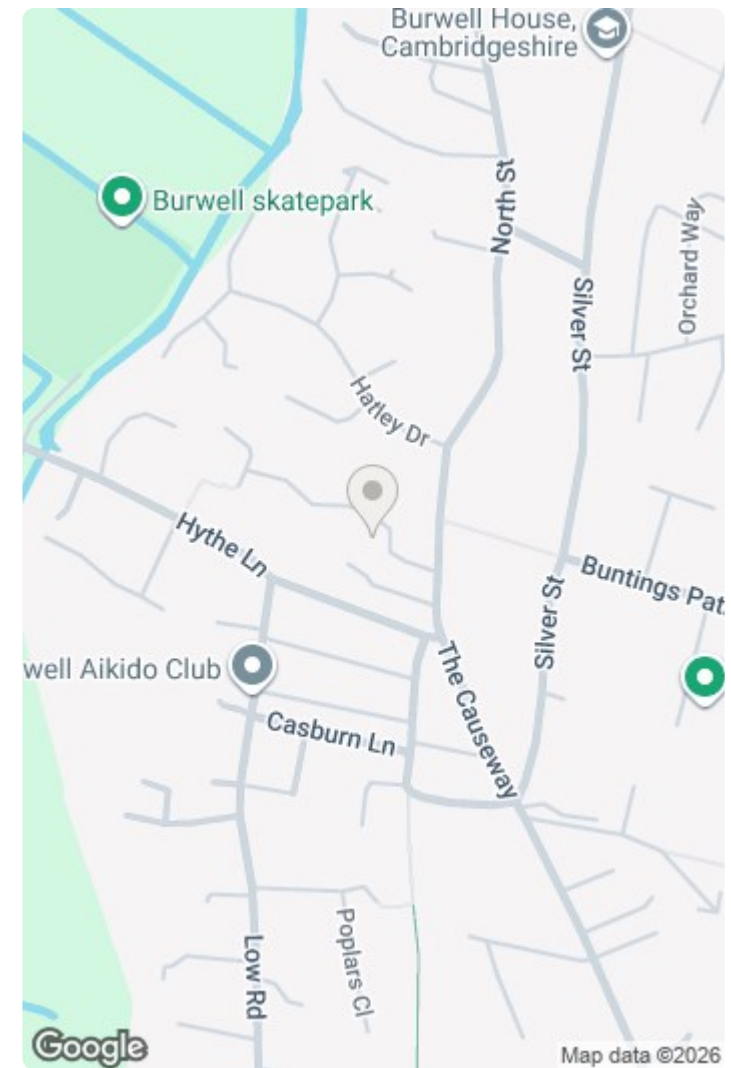 Burwell House,
Cambridgeshire
Burwell skatepark
North St
Orchard Way
Silver St
Hatley Dr
Hythe Ln
Buntings Pat
Silver St
well Aikido Club
The Causeway
Casburn Ln
Poplars Cl
Low Rd
Google
Map data ©2026